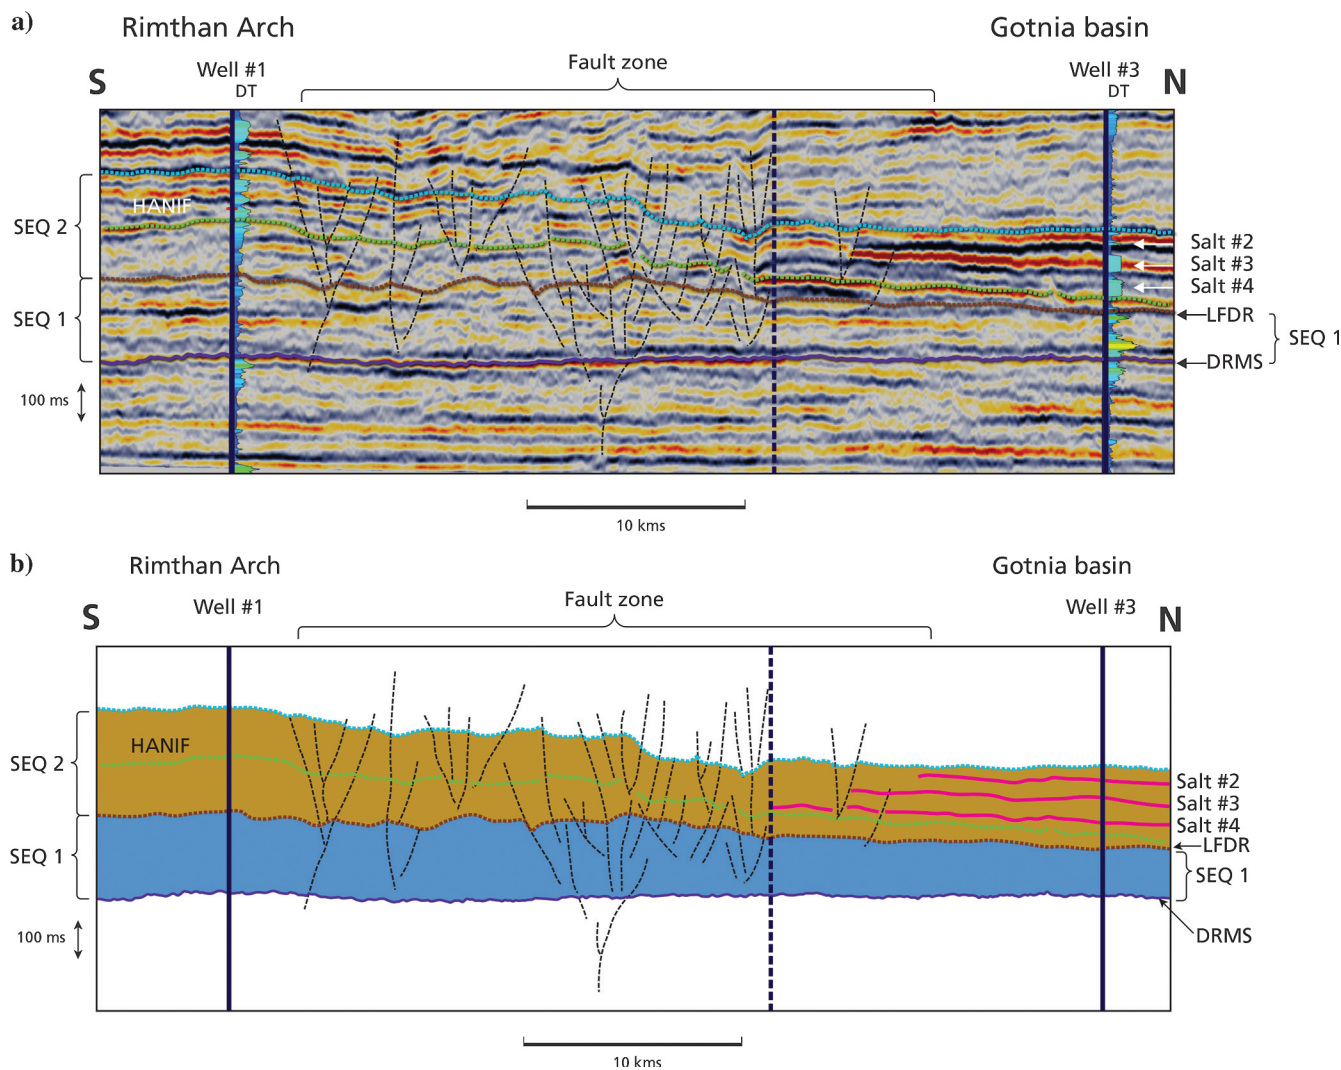 a)
Rimthan Arch
Gotnia basin
S
Well #1
DT
Fault zone
Well #3
DT
N
HANIF
SEQ 2
SEQ 1
100 ms
Salt #2
Salt #3
Salt #4
LFDR
SEQ 1
DRMS
10 kms
b)
Rimthan Arch
Gotnia basin
S
Well #1
Fault zone
Well #3
N
HANIF
SEQ 2
SEQ 1
100 ms
Salt #2
Salt #3
Salt #4
LFDR
SEQ 1
DRMS
10 kms